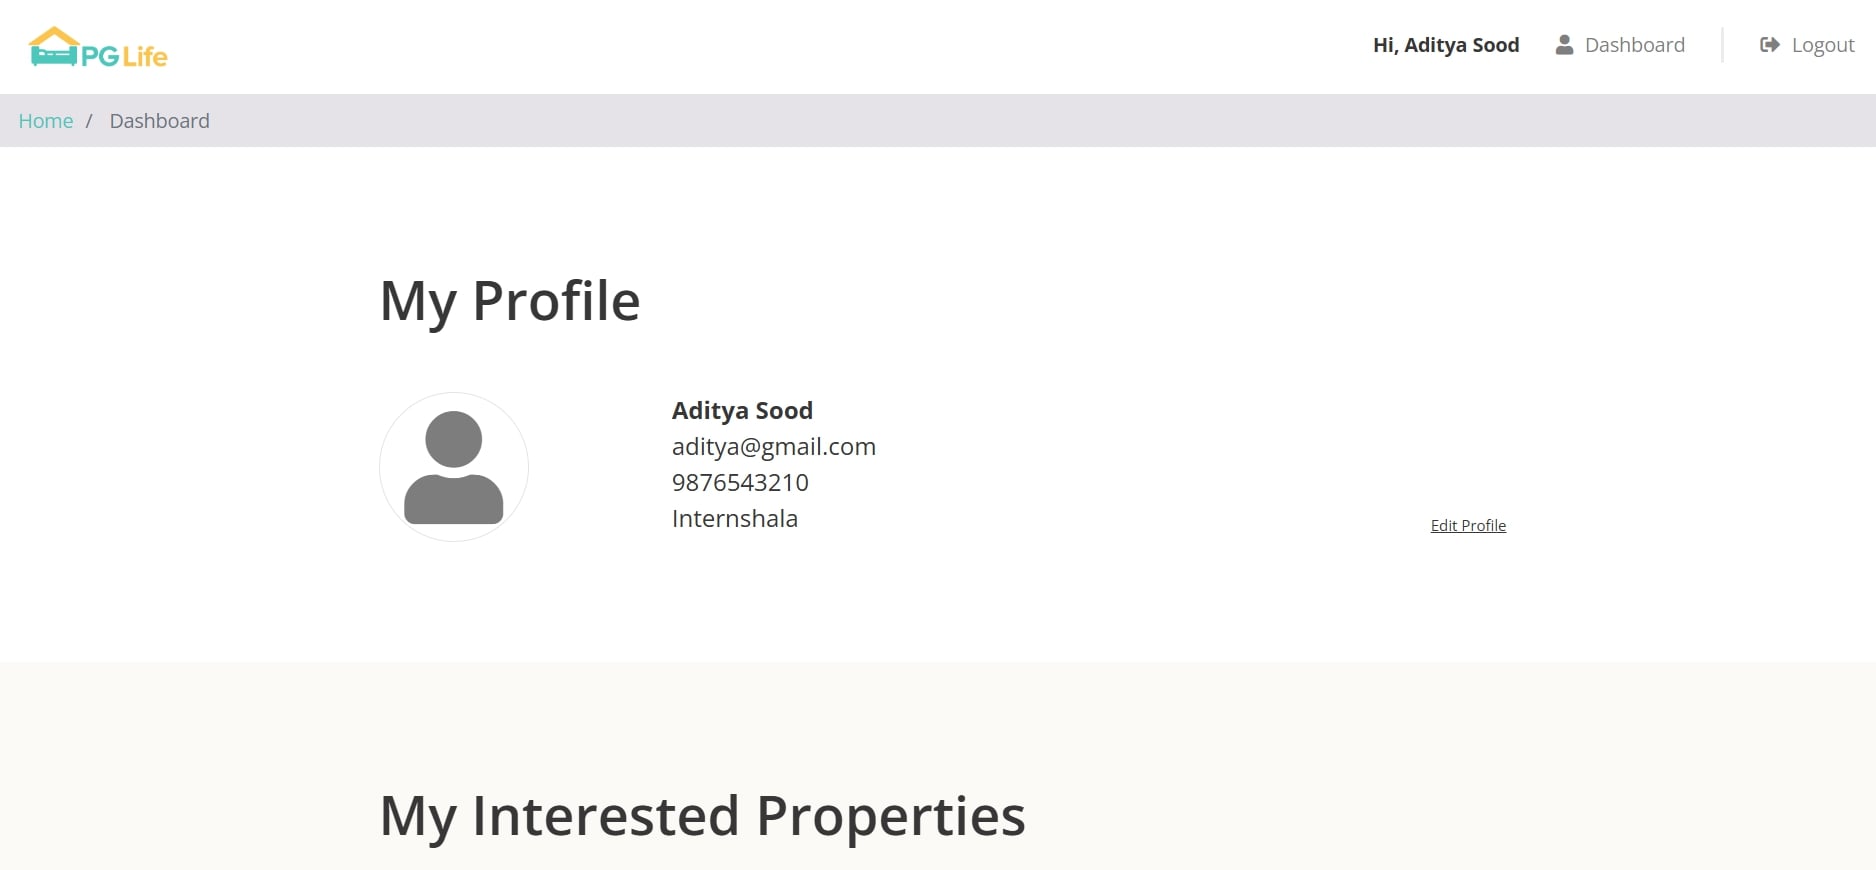 PG Life
Hi, Aditya Sood Dashboard Logout
Home / Dashboard
My Profile
Aditya Sood
aditya@gmail.com
9876543210
Internshala
Edit Profile
My Interested Properties